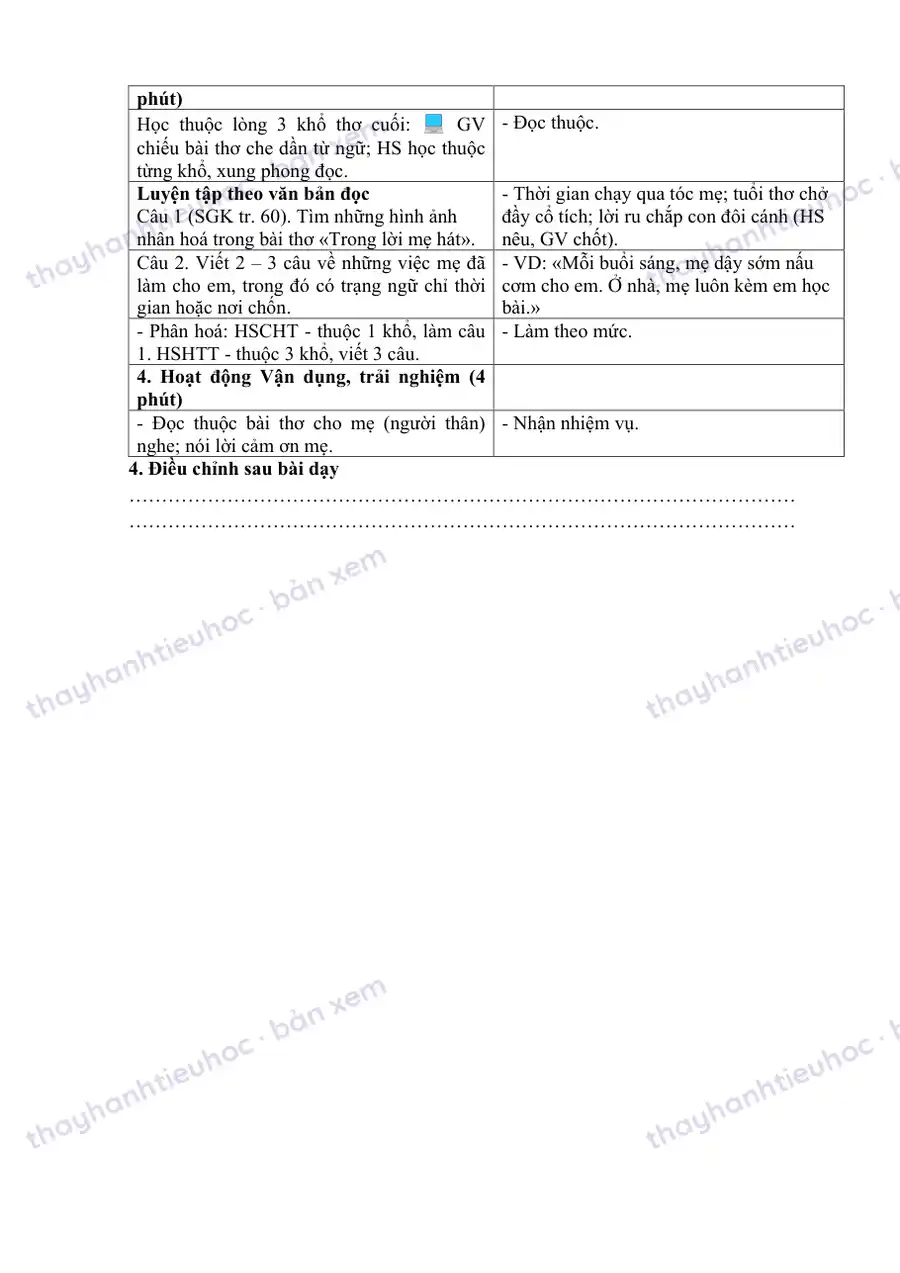 phút)
Học thuộc lòng 3 khổ thơ cuối: GV
chiếu bài thơ che dần từ ngữ; HS học thuộc
từng khổ, xung phong đọc.
- Đọc thuộc.
Luyện tập theo văn bản đọc
Câu 1 (SGK tr. 60). Tìm những hình ảnh
nhân hoá trong bài thơ «Trong lời mẹ hát».
- Thời gian chạy qua tóc mẹ; tuổi thơ chở
đầy cổ tích; lời ru chắp con đôi cánh (HS
nêu, GV chốt).
Câu 2. Viết 2 – 3 câu về những việc mẹ đã
làm cho em, trong đó có trạng ngữ chỉ thời
gian hoặc nơi chốn.
- VD: «Mỗi buổi sáng, mẹ dậy sớm nấu
cơm cho em. Ở nhà, mẹ luôn kèm em học
bài.»
- Phân hoá: HSCHT - thuộc 1 khổ, làm câu
1. HSHTT - thuộc 3 khổ, viết 3 câu.
- Làm theo mức.
4. Hoạt động Vận dụng, trải nghiệm (4
phút)
- Đọc thuộc bài thơ cho mẹ (người thân)
nghe; nói lời cảm ơn mẹ.
- Nhận nhiệm vụ.
4. Điều chỉnh sau bài dạy
……………………………………………………………………………………………
……………………………………………………………………………………………
thayhanhtieuhoc · bản xem
thayhanhtieuhoc · b
thayhanhtieuhoc · bản xem
thayhanhtieuhoc · b
thayhanhtieuhoc · bản xem
thayhanhtieuhoc · b